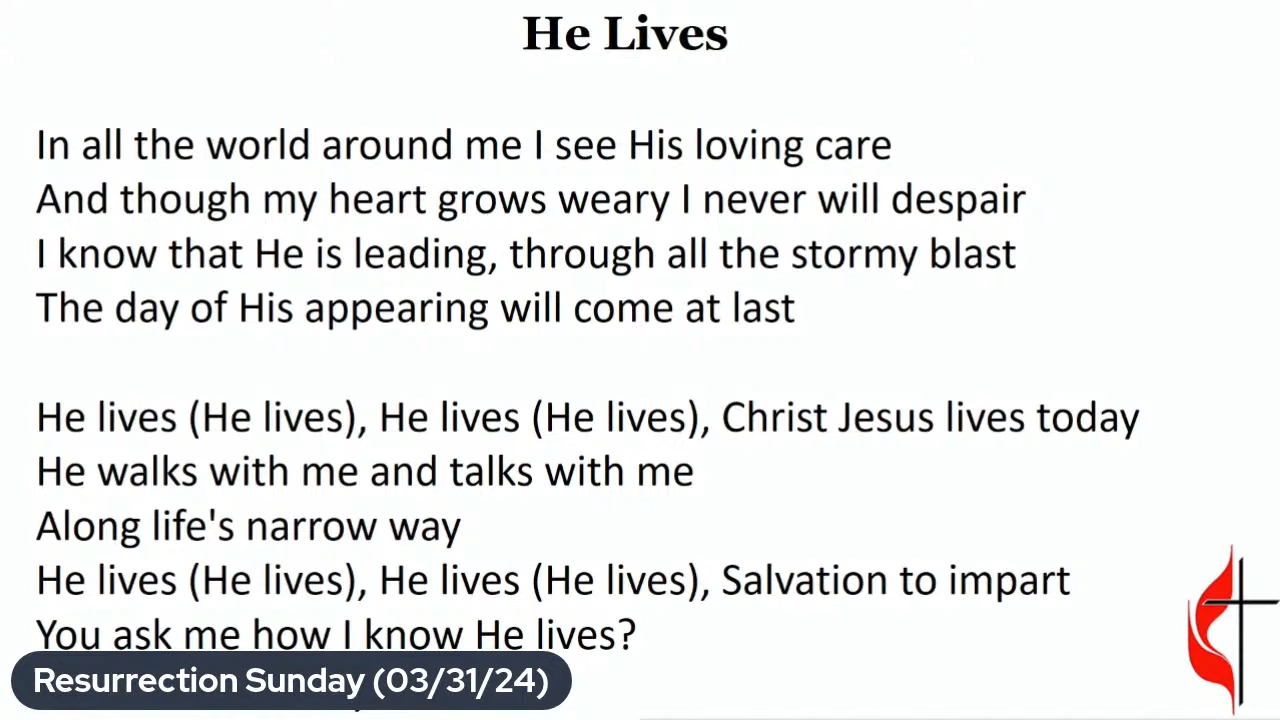 He Lives
In all the world around me I see His loving care
And though my heart grows weary I never will despair
I know that He is leading, through all the stormy blast
The day of His appearing will come at last
He lives (He lives), He lives (He lives), Christ Jesus lives today
He walks with me and talks with me
Along life's narrow way
He lives (He lives), He lives (He lives), Salvation to impart
You ask me how I know He lives?
Resurrection Sunday (03/31/24)